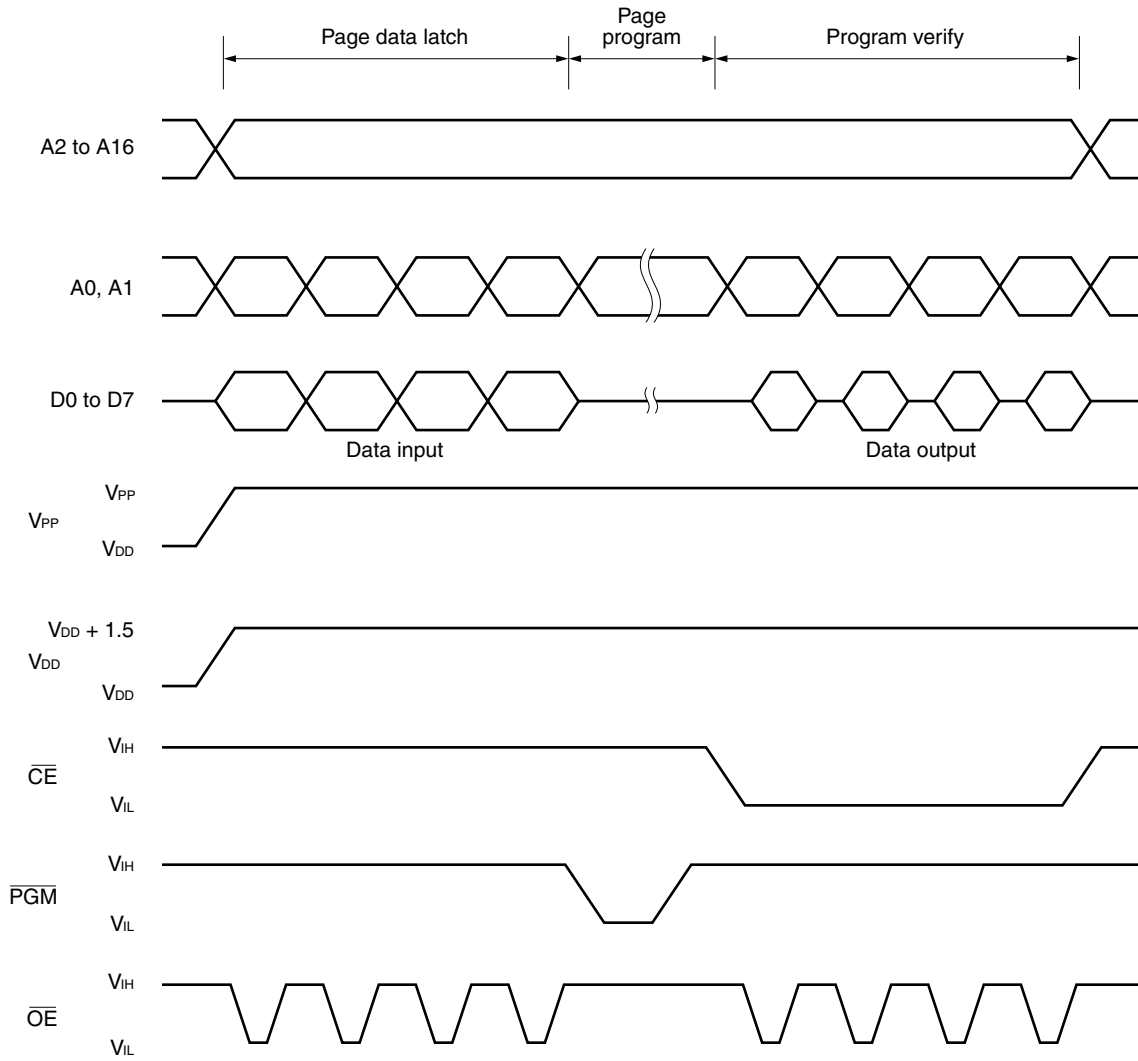 Page data latch
Page
program
Program verify
A2 to A16
A0, A1
D0 to D7
Data input
Data output
VPP
VPP
VDD
VDD + 1.5
VDD
VDD
VIH
CE
VIL
VIH
PGM
VIL
VIH
OE
VIL